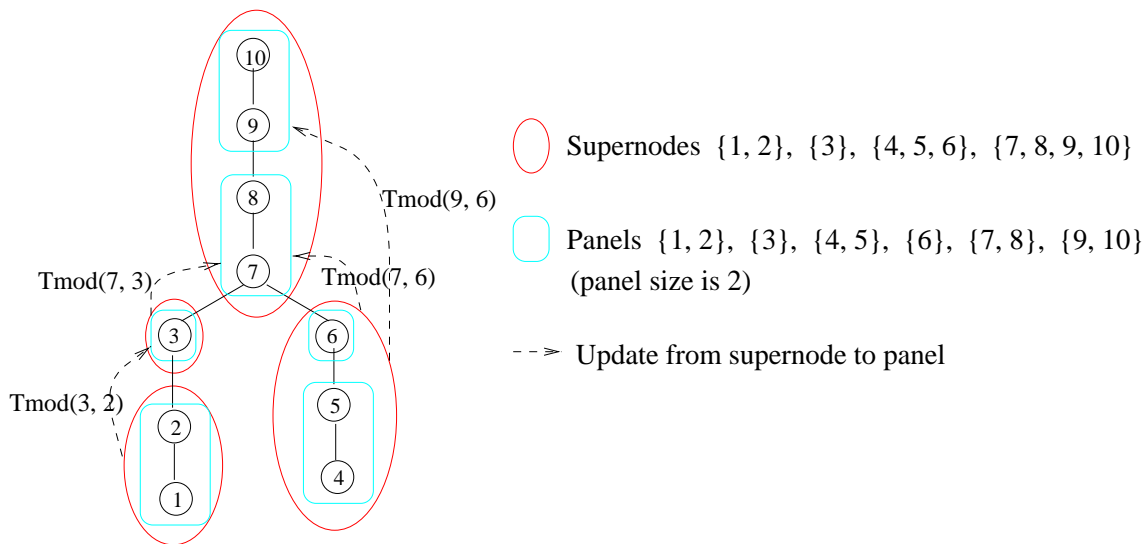 10
9
8
7
3
6
2
5
1
4
Tmod(9, 6)
Tmod(7, 3)
Tmod(7, 6)
Tmod(3, 2)
Supernodes {1, 2}, {3}, {4, 5, 6}, {7, 8, 9, 10}
Panels {1, 2}, {3}, {4, 5}, {6}, {7, 8}, {9, 10}
(panel size is 2)
Update from supernode to panel